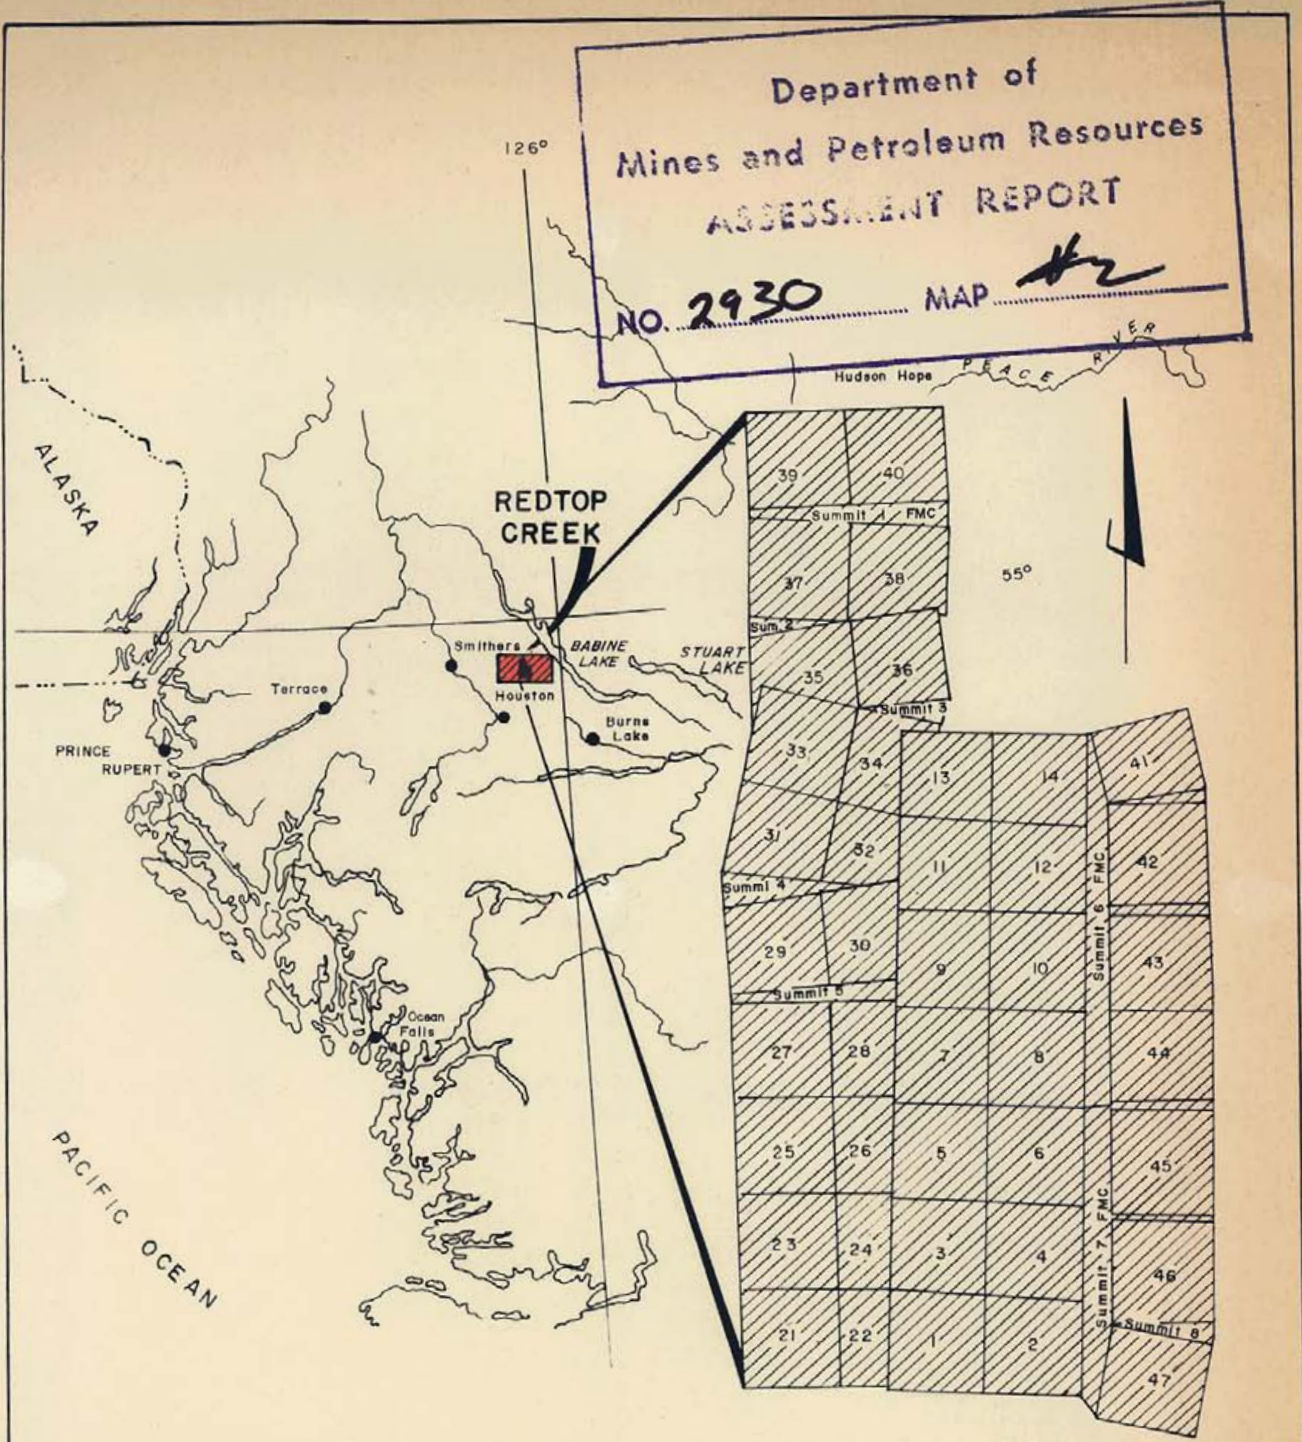 Department of
Mines and Petroleum Resources
ASSESSMENT REPORT
NO. 2930 MAP #2
126°
Hudson Hope
PEACE RIVER
ALASKA
REDTOP
CREEK
39
40
Summit 1 FMC
37
38
55°
Sum. 2
Smithers
BABINE
LAKE
STUART
LAKE
35
36
Terrace
Houston
Summit 3
Burns
Lake
PRINCE
RUPERT
33
34
13
14
41
31
32
11
12
42
Summi 4
Summit 6 FMC
29
30
9
10
43
Summit 5
Ocean
Falls
27
28
7
8
44
25
26
5
6
45
PACIFIC OCEAN
Summit 7 FMC
23
24
3
4
46
21
22
1
2
Summit 8
47